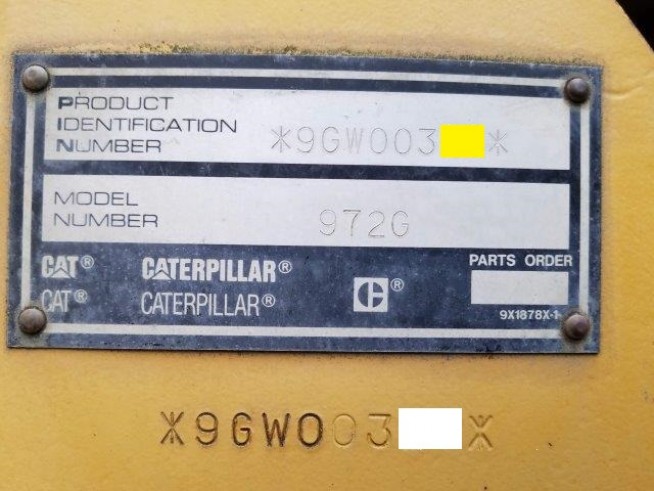 PRODUCT
IDENTIFICATION
NUMBER
*9GW003 *
MODEL
NUMBER
972G
CAT® CATERPILLAR®
CAT® CATERPILLAR®
C®
PARTS ORDER
9X1878X-1
*9GW003 *